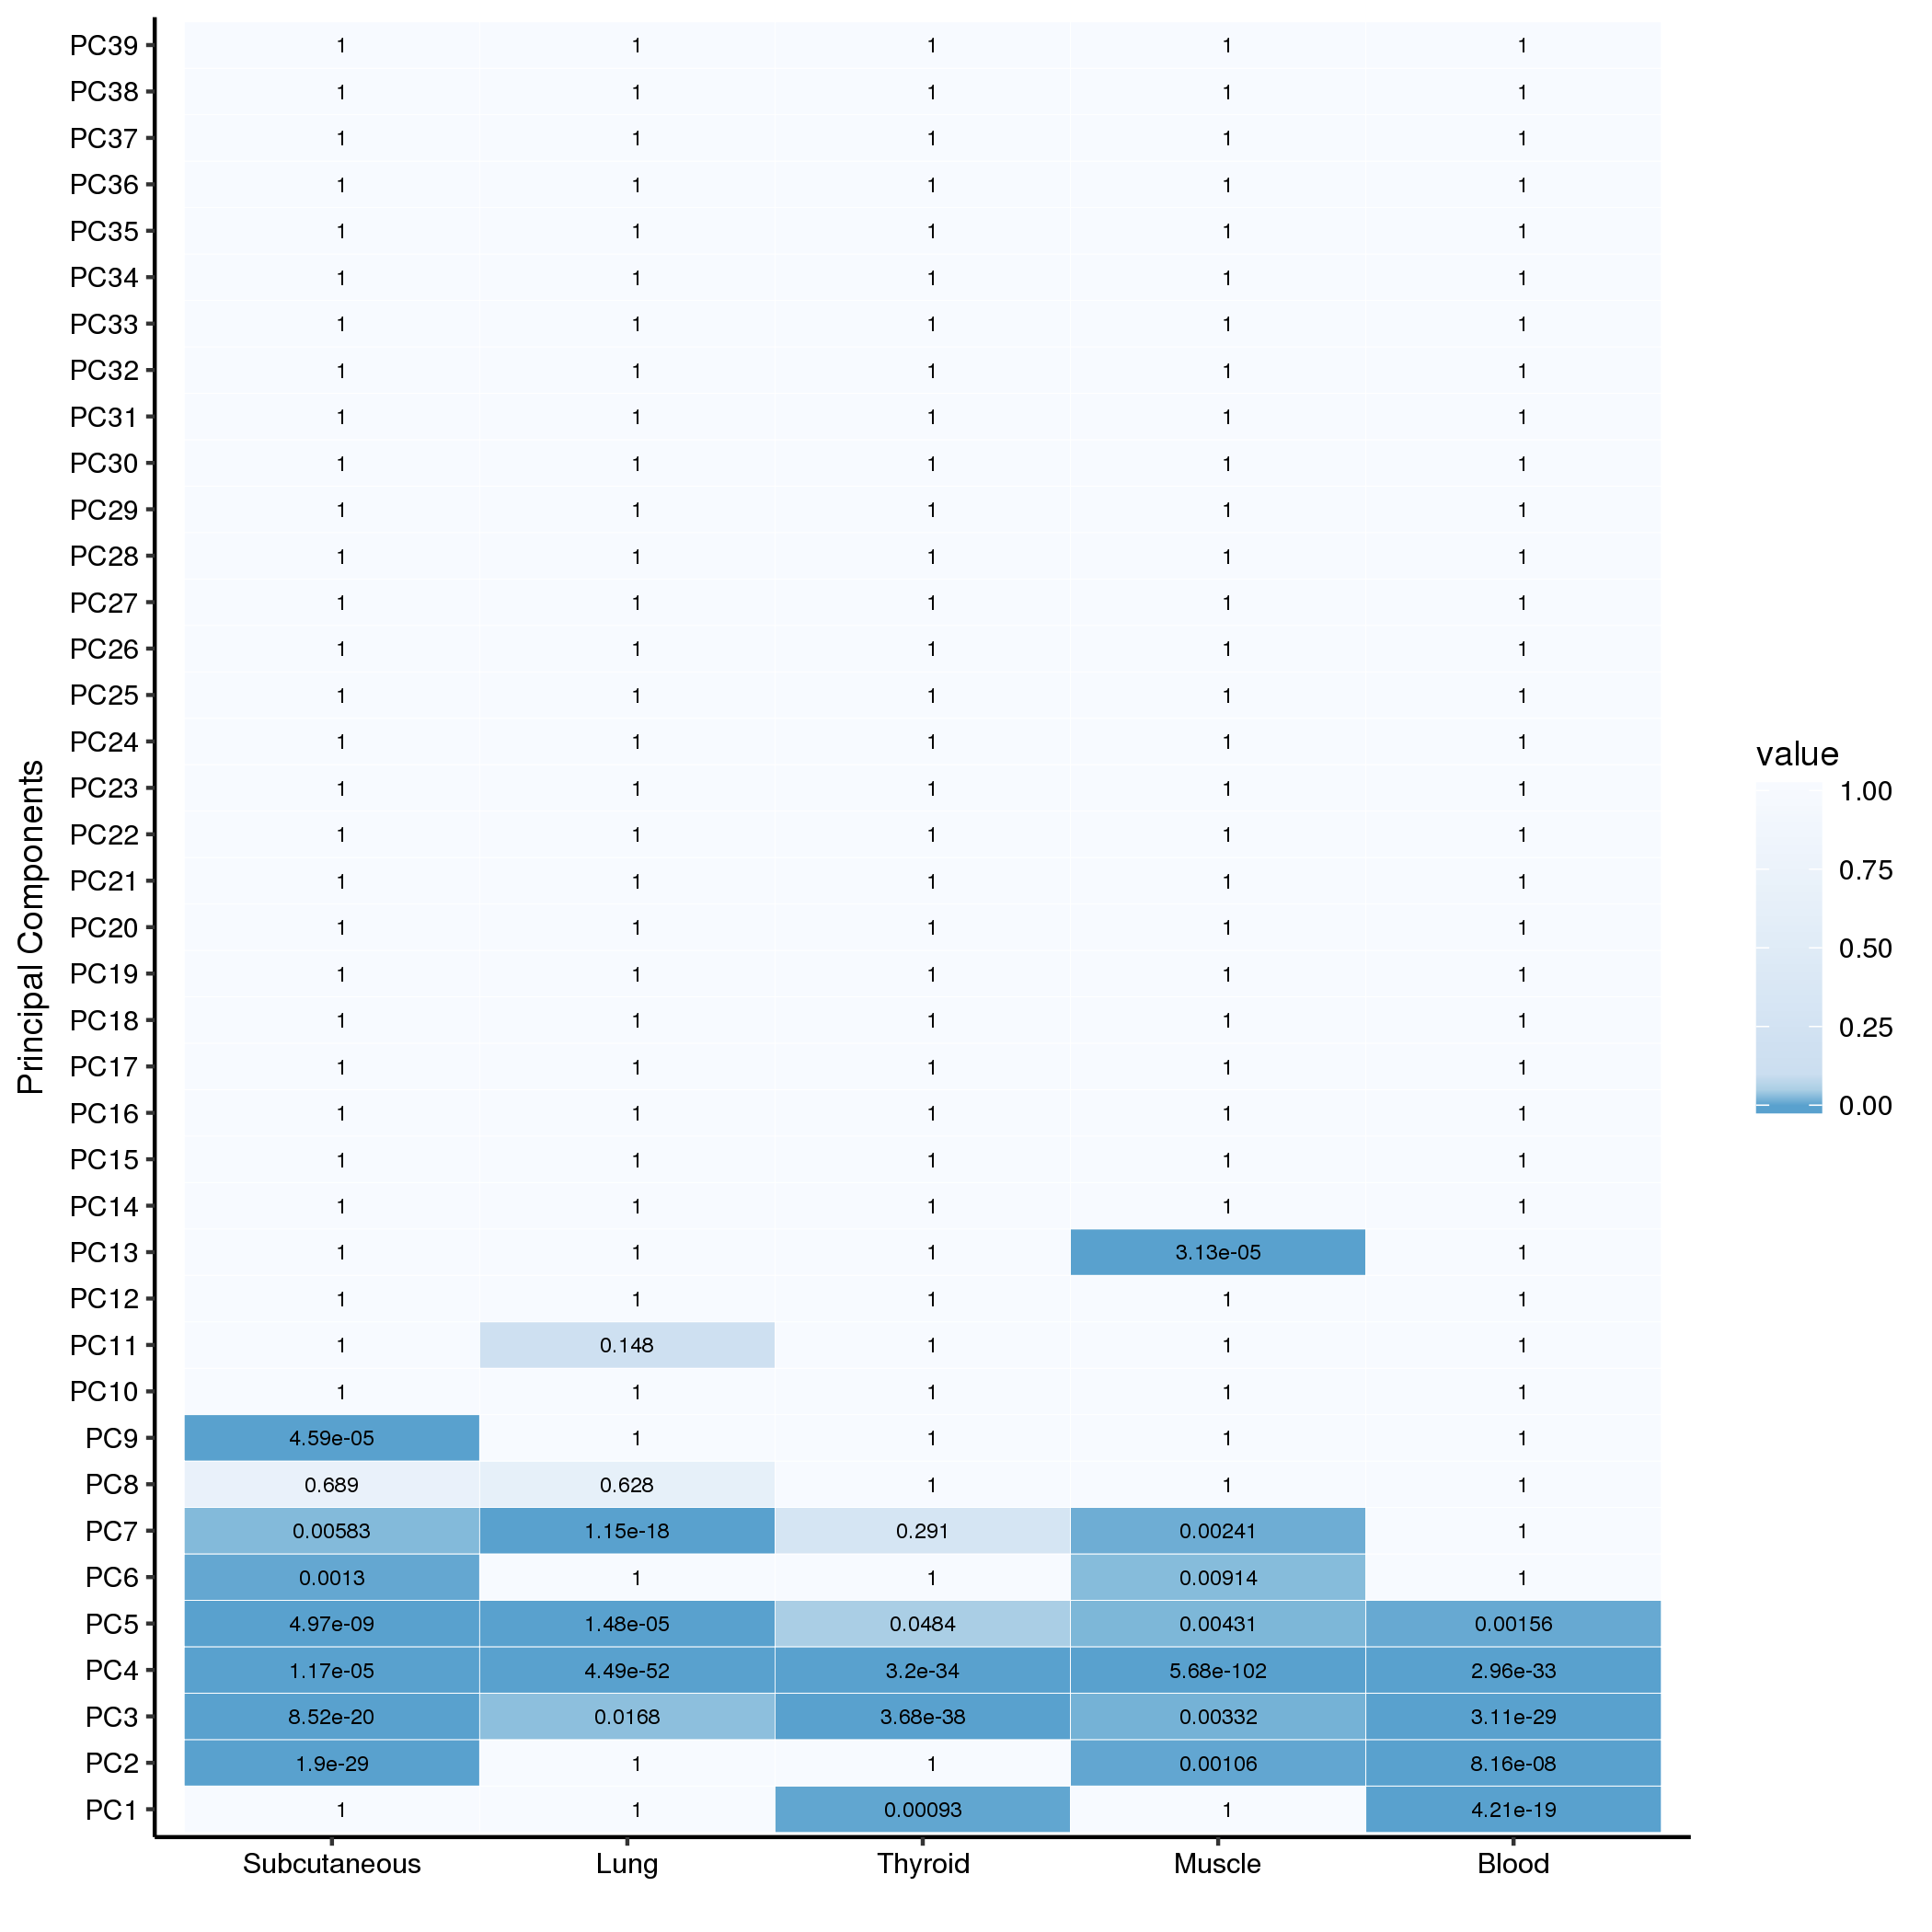 PC39 1 1 1 1 1
PC38 1 1 1 1 1
PC37 1 1 1 1 1
PC36 1 1 1 1 1
PC35 1 1 1 1 1
PC34 1 1 1 1 1
PC33 1 1 1 1 1
PC32 1 1 1 1 1
PC31 1 1 1 1 1
PC30 1 1 1 1 1
PC29 1 1 1 1 1
PC28 1 1 1 1 1
PC27 1 1 1 1 1
PC26 1 1 1 1 1
PC25 1 1 1 1 1
PC24 1 1 1 1 1
PC23 1 1 1 1 1
PC22 1 1 1 1 1
PC21 1 1 1 1 1
PC20 1 1 1 1 1
PC19 1 1 1 1 1
PC18 1 1 1 1 1
PC17 1 1 1 1 1
PC16 1 1 1 1 1
PC15 1 1 1 1 1
PC14 1 1 1 1 1
PC13 1 1 1 3.13e-05 1
PC12 1 1 1 1 1
PC11 1 0.148 1 1 1
PC10 1 1 1 1 1
PC9 4.59e-05 1 1 1 1
PC8 0.689 0.628 1 1 1
PC7 0.00583 1.15e-18 0.291 0.00241 1
PC6 0.0013 1 1 0.00914 1
PC5 4.97e-09 1.48e-05 0.0484 0.00431 0.00156
PC4 1.17e-05 4.49e-52 3.2e-34 5.68e-102 2.96e-33
PC3 8.52e-20 0.0168 3.68e-38 0.00332 3.11e-29
PC2 1.9e-29 1 1 0.00106 8.16e-08
PC1 1 1 0.00093 1 4.21e-19
Subcutaneous Lung Thyroid Muscle Blood
Principal Components
value
1.00
0.75
0.50
0.25
0.00